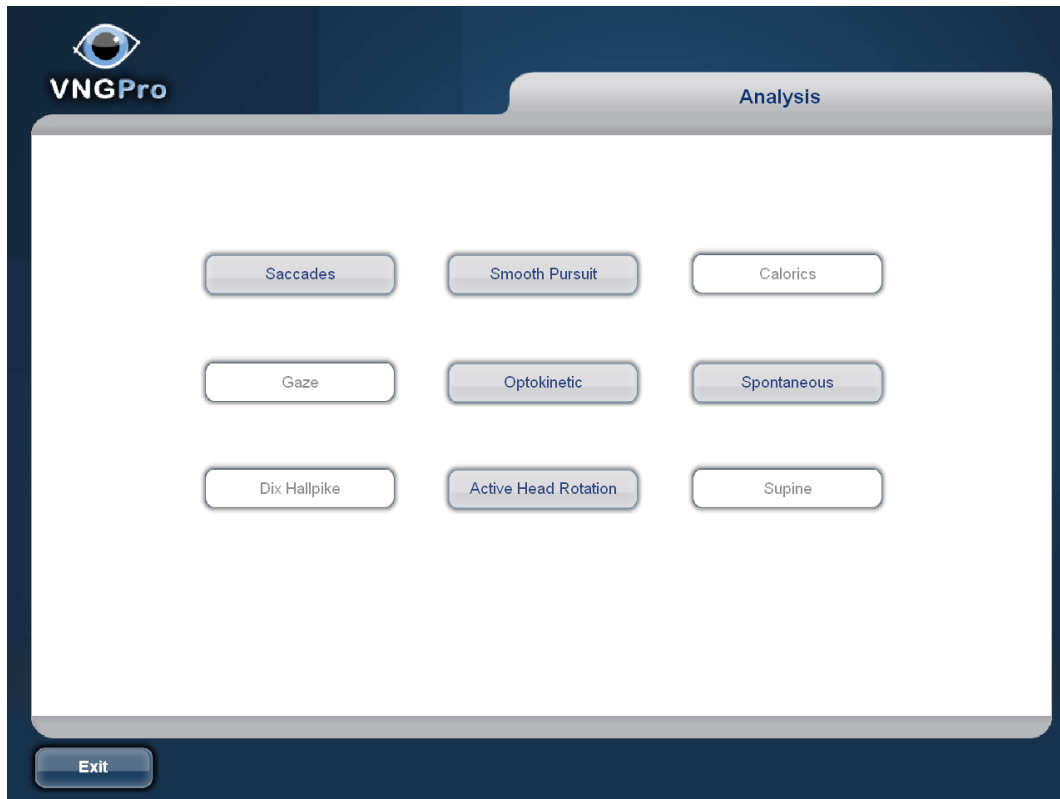 VNGPro
Analysis
Saccades
Smooth Pursuit
Calorics
Gaze
Optokinetic
Spontaneous
Dix Hallpike
Active Head Rotation
Supine
Exit